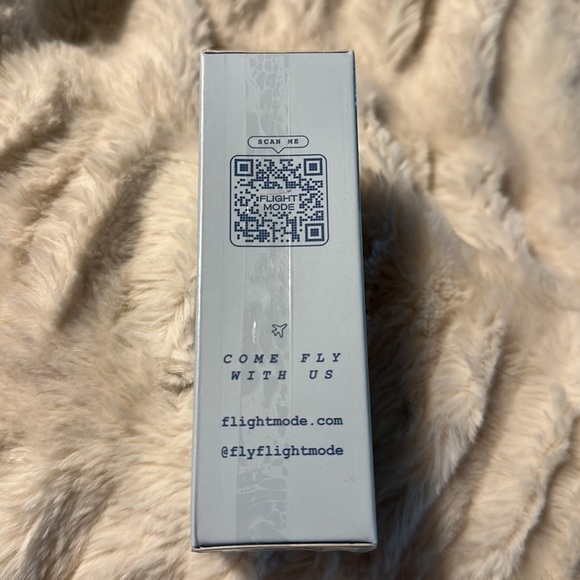 SCAN ME
FLIGHT
MODE
COME FLY
WITH US
flightmode.com
@flyflightmode